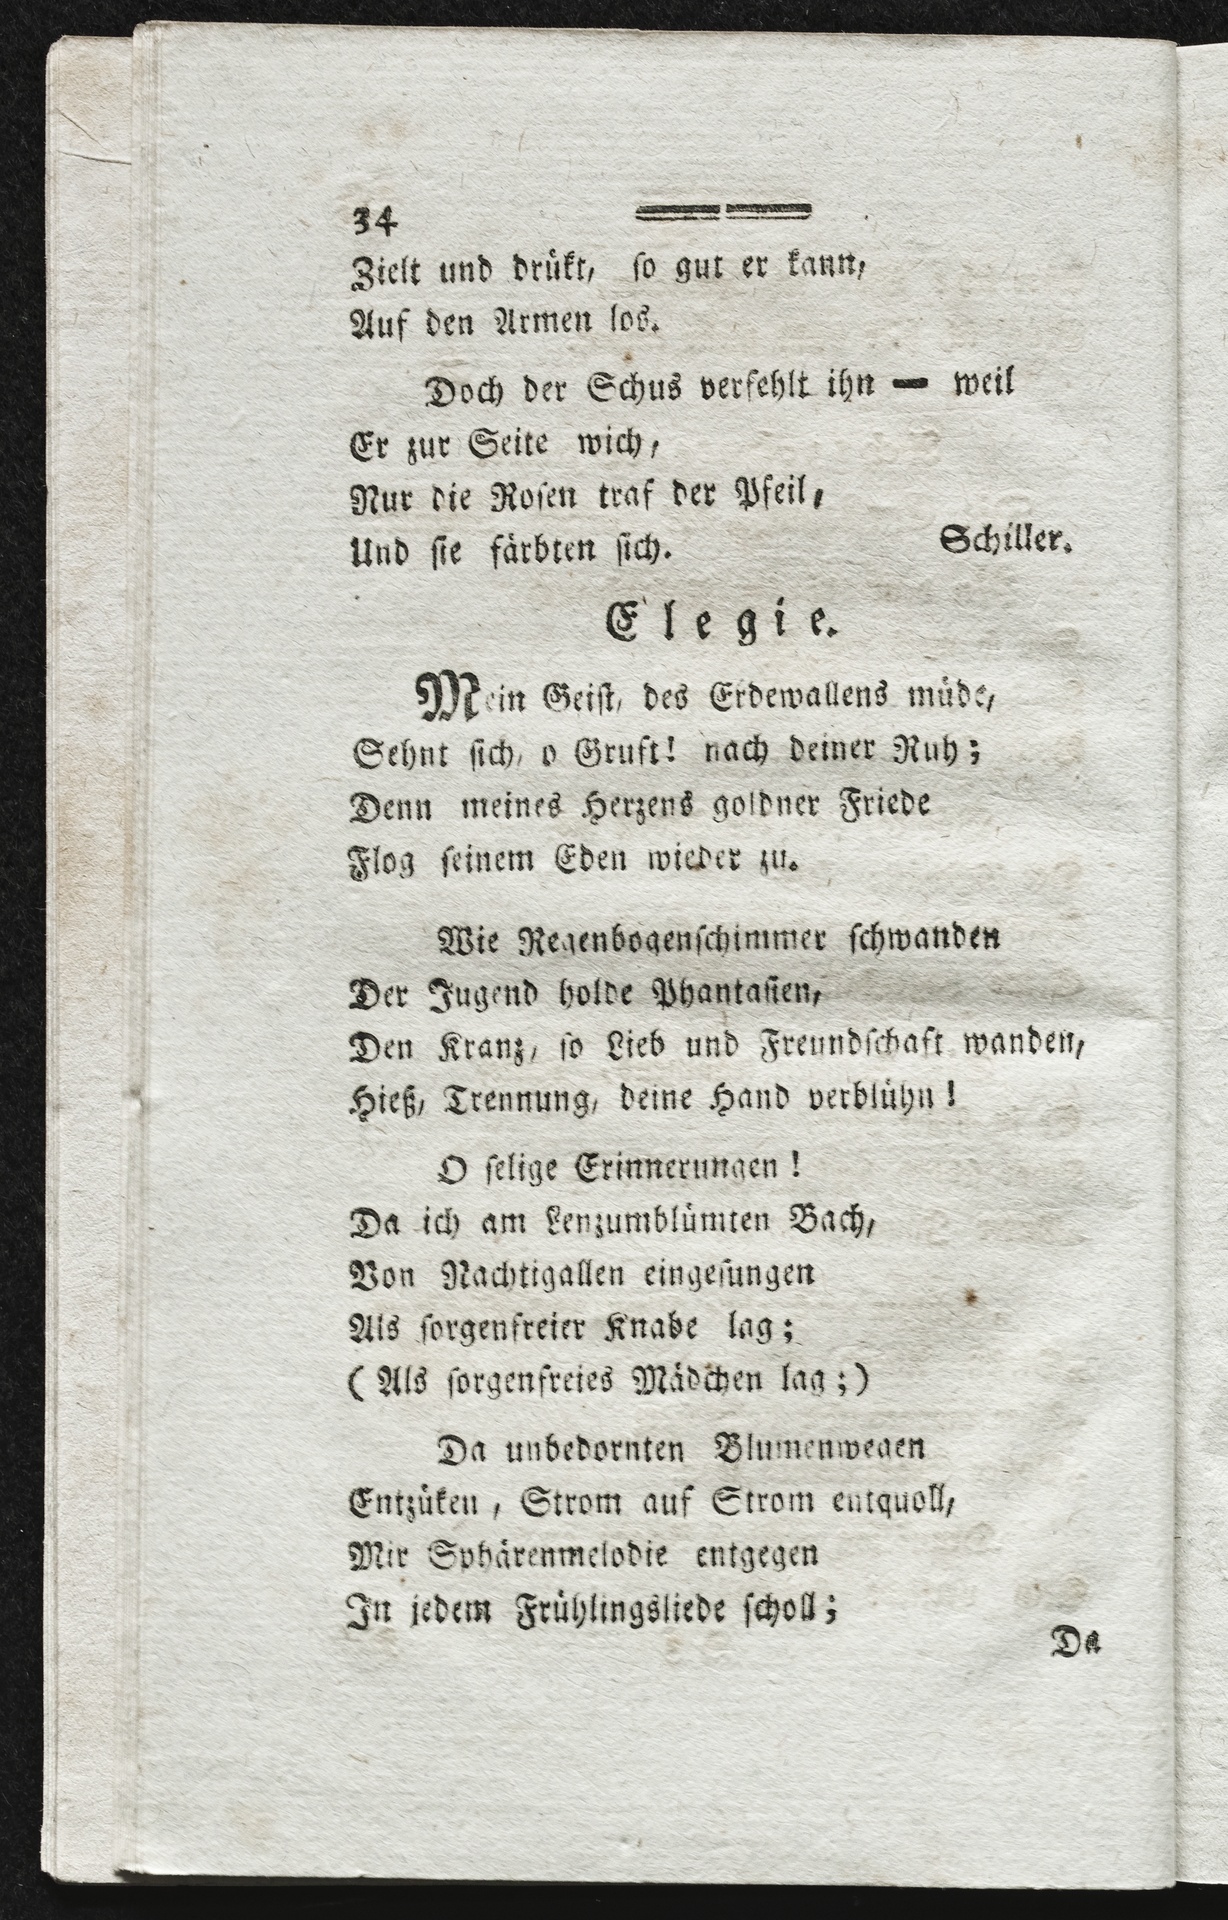 34
Zielt und drükt, ſo gut er kann,
Auf den Armen los.
Doch der Schus verfehlt ihn — weil
Er zur Seite wich,
Nur die Roſen traf der Pfeil,
Und ſie färbten ſich. Schiller.
Elegie.
Mein Geiſt, des Erdewallens müde,
Sehnt ſich, o Gruft! nach deiner Ruh;
Denn meines Herzens goldner Friede
Flog ſeinem Eden wieder zu.
Wie Regenbogenſchimmer ſchwanden
Der Jugend holde Phantaſien,
Den Kranz, ſo Lieb und Freundſchaft wanden,
Hieß, Trennung, deine Hand verblühn!
O ſelige Erinnerungen!
Da ich am Lenzumblümten Bach,
Von Nachtigallen eingeſungen
Als ſorgenfreier Knabe lag;
(Als ſorgenfreies Mädchen lag;)
Da unbedornten Blumenwegen
Entzüken, Strom auf Strom entquoll,
Mir Sphärenmelodie entgegen
In jedem Frühlingsliede ſcholl;
Da